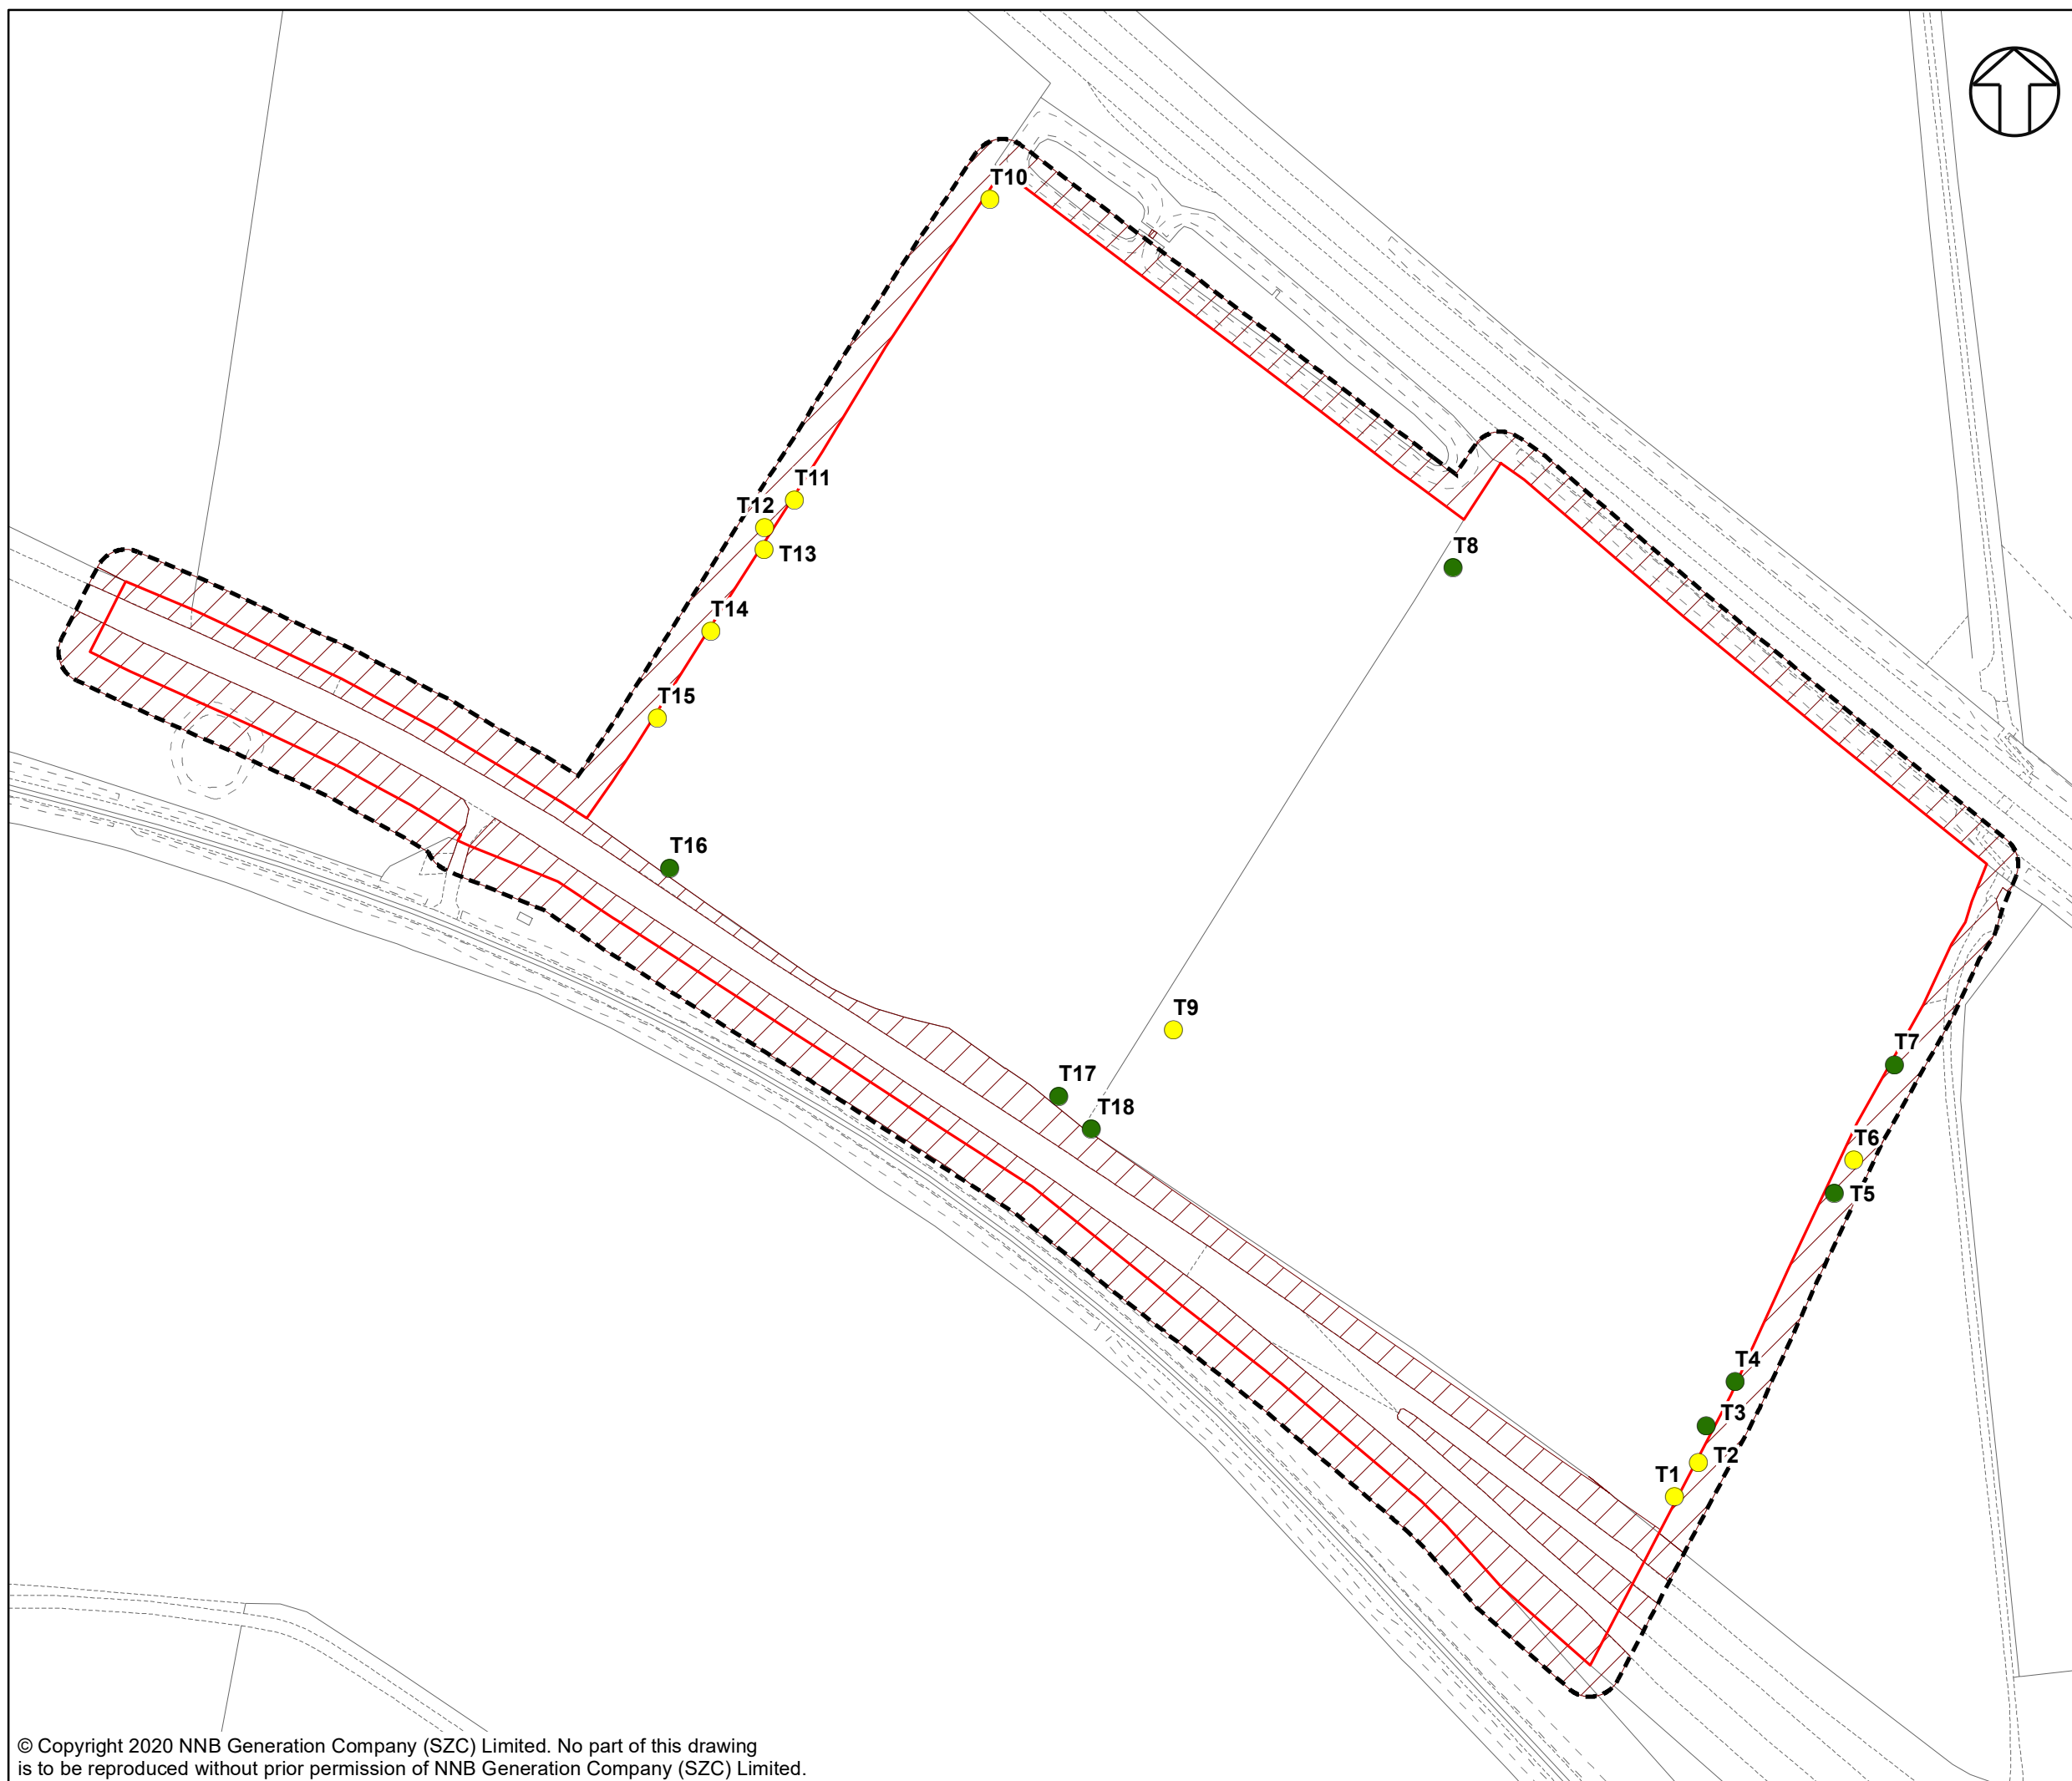 T10
T11
T12
T13
T8
T14
T15
T16
T9
T7
T17
T18
T6
T5
T4
T3
T2
T1
© Copyright 2020 NNB Generation Company (SZC) Limited. No part of this drawing
is to be reproduced without prior permission of NNB Generation Company (SZC) Limited.